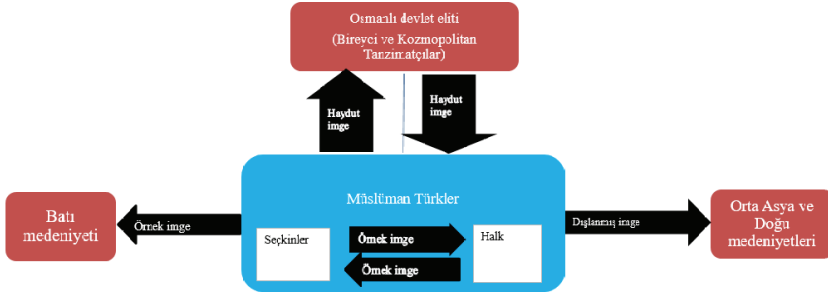 Osmanlı devlet eliti
(Bireyci ve Kozmopolitan
Tanzimatçılar)
Haydut
imge
Haydut
imge
Müslüman Türkler
Batı
medeniyeti
Örnek imge
Seçkinler
Örnek imge
Örnek imge
Halk
Dışlanmış imge
Orta Asya ve
Doğu
medeniyetleri